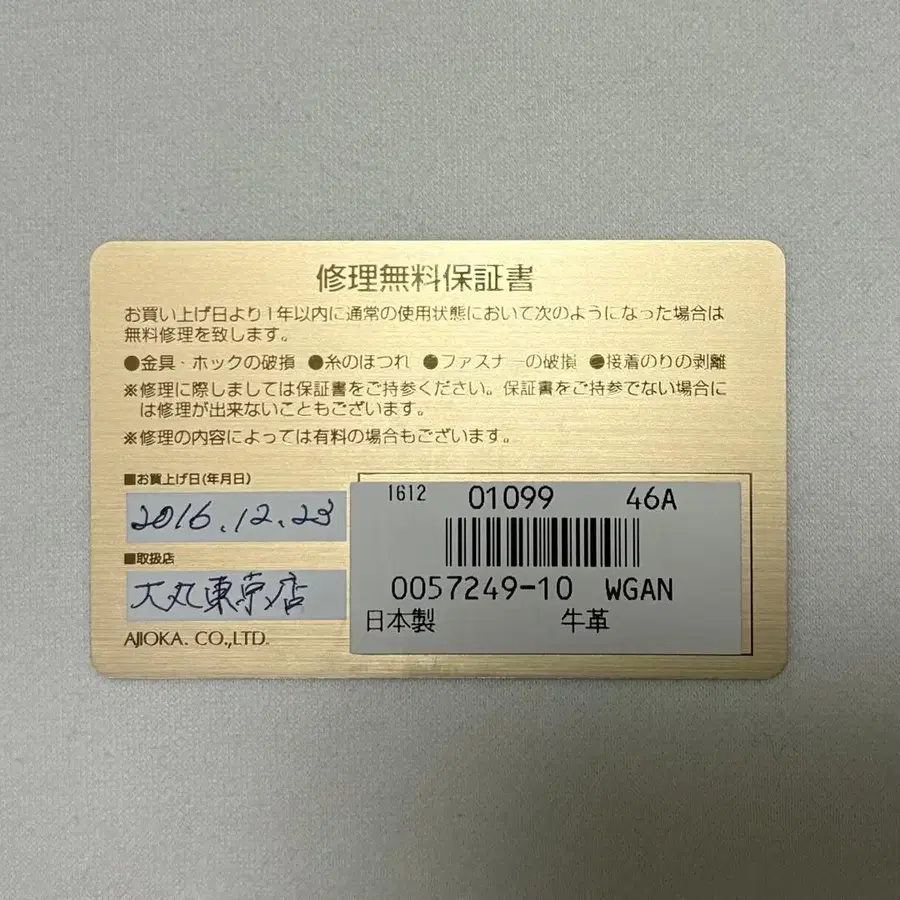 修理無料保証書
お買い上げ日より1年以内に通常の使用状態において次のようになった場合は
無料修理を致します。
●金具・ホックの破損 ●糸のほつれ ●ファスナーの破損 ●接着のりの剥離
※修理に際しましては保証書をご持参ください。保証書をご持参でない場合に
は修理が出来ないこともございます。
※修理の内容によっては有料の場合もございます。
■お買上げ日(年月日)
2016.12.23
■取扱店
大丸東京店
AJIOKA. CO.,LTD.
1612 01099 46A
0057249-10 WGAN
日本製 牛革